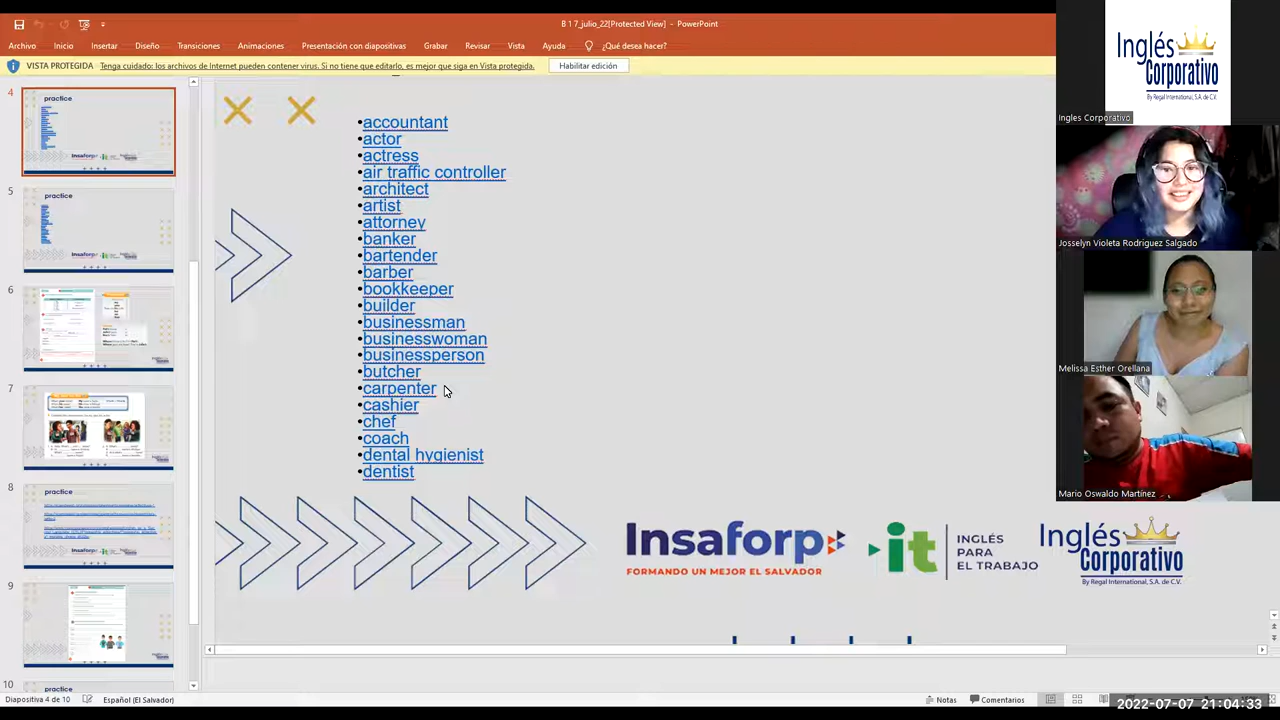 B 1 7_julio_22[Protected View] - PowerPoint
Archivo Inicio Insertar Diseño Transiciones Animaciones Presentación con diapositivas Grabar Revisar Vista Ayuda ¿Qué desea hacer?
VISTA PROTEGIDA Tenga cuidado: los archivos de Internet pueden contener virus. Si no tiene que editarlo, es mejor que siga en Vista protegida. Habilitar edición
4
practice
5
practice
6
7
8
practice
9
10
practice
•accountant
•actor
•actress
•air traffic controller
•architect
•artist
•attorney
•banker
•bartender
•barber
•bookkeeper
•builder
•businessman
•businesswoman
•businessperson
•butcher
•carpenter
•cashier
•chef
•coach
•dental hygienist
•dentist
Insaforp
FORMANDO UN MEJOR EL SALVADOR
it
INGLÉS
PARA
EL TRABAJO
Inglés
Corporativo
By Regal International, S.A. de C.V.
Inglés
Corporativo
By Regal International, S.A. de C.V.
Ingles Corporativo
Josselyn Violeta Rodriguez Salgado
Melissa Esther Orellana
Mario Oswaldo Martínez
Diapositiva 4 de 10 Español (El Salvador) Notas Comentarios
2022-07-07 21:04:33